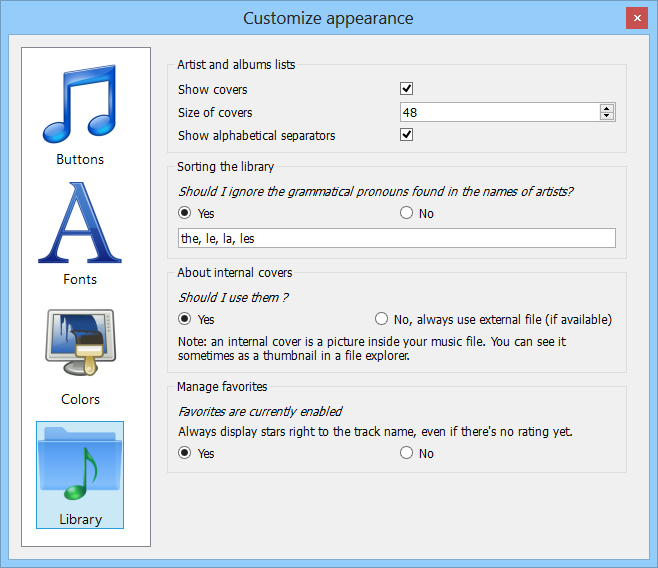 Customize appearance
Buttons
Fonts
Colors
Library
Artist and albums lists
Show covers
Size of covers 48
Show alphabetical separators
Sorting the library
Should I ignore the grammatical pronouns found in the names of artists?
Yes No
the, le, la, les
About internal covers
Should I use them ?
Yes No, always use external file (if available)
Note: an internal cover is a picture inside your music file. You can see it
sometimes as a thumbnail in a file explorer.
Manage favorites
Favorites are currently enabled
Always display stars right to the track name, even if there's no rating yet.
Yes No